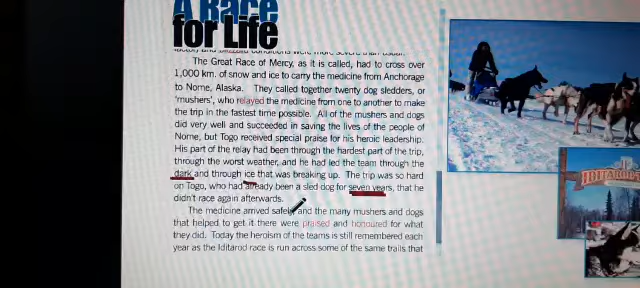 A Race
for Life
and blizzard conditions were more severe than usual.
The Great Race of Mercy, as it is called, had to cross over
1,000 km. of snow and ice to carry the medicine from Anchorage
to Nome, Alaska. They called together twenty dog sledders, or
'mushers', who relayed the medicine from one to another to make
the trip in the fastest time possible. All of the mushers and dogs
did very well and succeeded in saving the lives of the people of
Nome, but Togo received special praise for his heroic leadership.
His part of the relay had been through the hardest part of the trip,
through the worst weather, and he had led the team through the
dark and through ice that was breaking up. The trip was so hard
on Togo, who had already been a sled dog for seven years, that he
didn't race again afterwards.
The medicine arrived safely and the many mushers and dogs
that helped to get it there were praised and honoured for what
they did. Today the heroism of the teams is still remembered each
year as the Iditarod race is run across some of the same trails that
IDITAROD